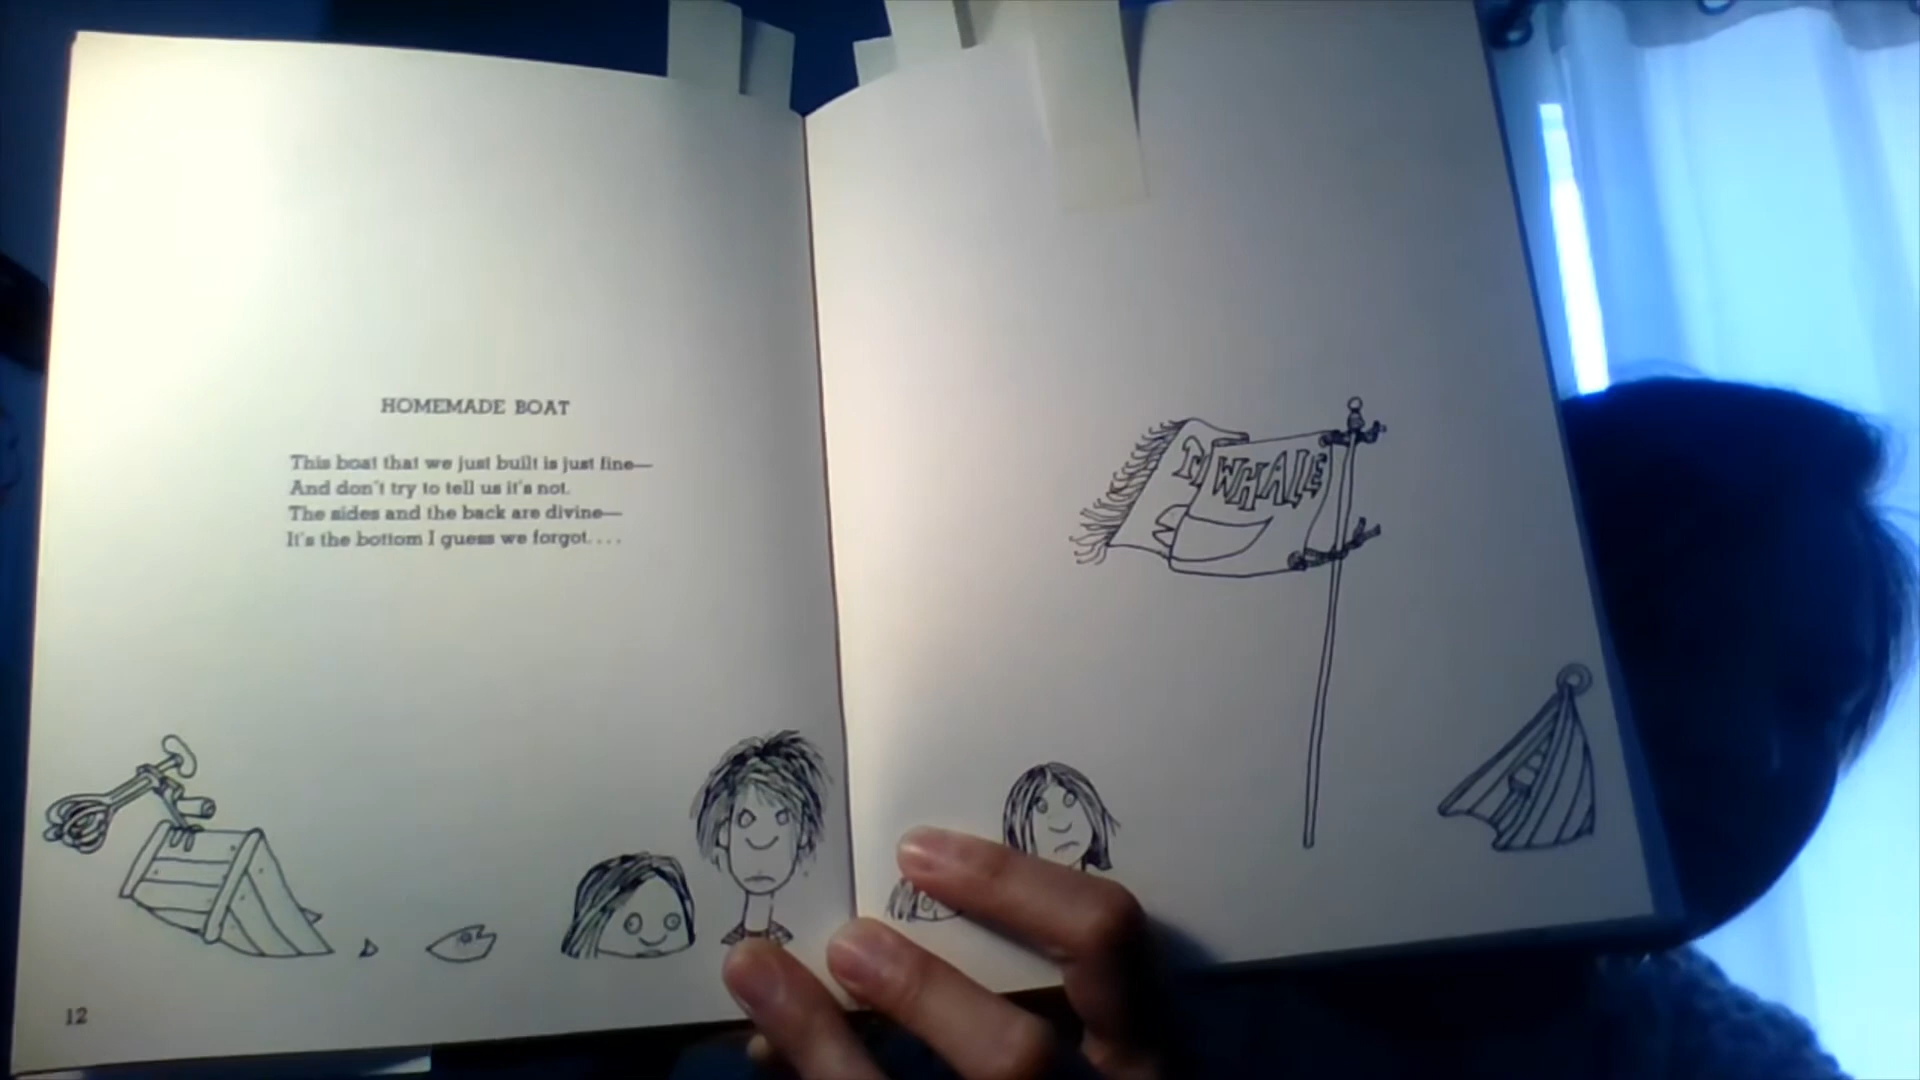 HOMEMADE BOAT
This boat that we just built is just fine—
And don't try to tell us it's not.
The sides and the back are divine—
It's the bottom I guess we forgot. . . .
WHALE
12